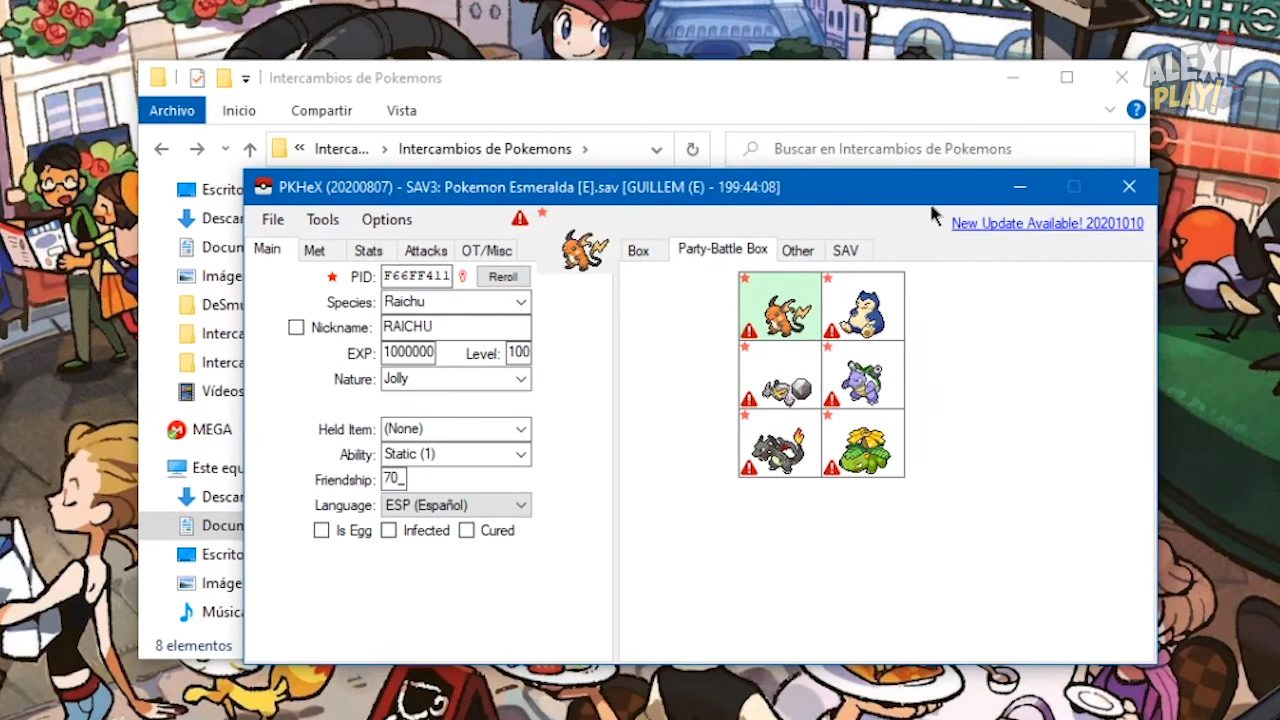 ALEXI
PLAY!
Intercambios de Pokemons
Archivo Inicio Compartir Vista
« Interca... › Intercambios de Pokemons ›
Buscar en Intercambios de Pokemons
Escrito
Descar
Docum
Imáge
DeSmu
Interca
Interca
Vídeos
MEGA
Este equ
Descar
Docum
Escrito
Imáge
Música
8 elementos
PKHeX (20200807) - SAV3: Pokemon Esmeralda [E].sav [GUILLEM (E) - 199:44:08]
File Tools Options
New Update Available! 20201010
Main Met Stats Attacks OT/Misc
PID: F66FF411 Reroll
Species: Raichu
Nickname: RAICHU
EXP: 1000000 Level: 100
Nature: Jolly
Held Item: (None)
Ability: Static (1)
Friendship: 70_
Language: ESP (Español)
Is Egg Infected Cured
Box Party-Battle Box Other SAV